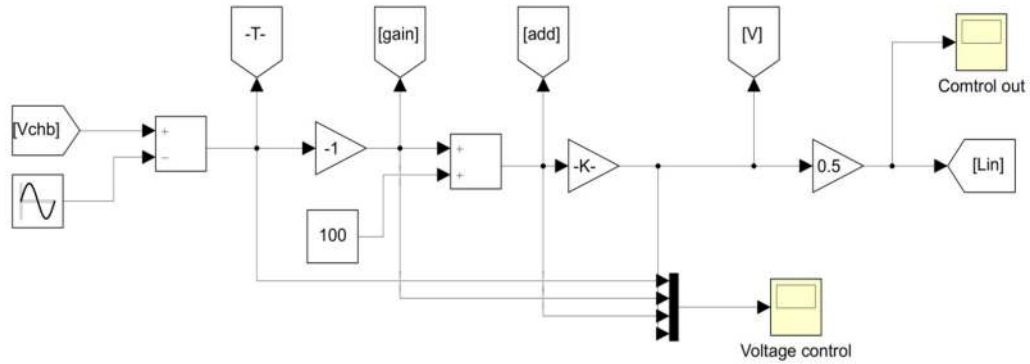 -T-
[gain]
[add]
[V]
Comtrol out
[Vchb]
+
−
-1
+
+
-K-
0.5
[Lin]
100
Voltage control